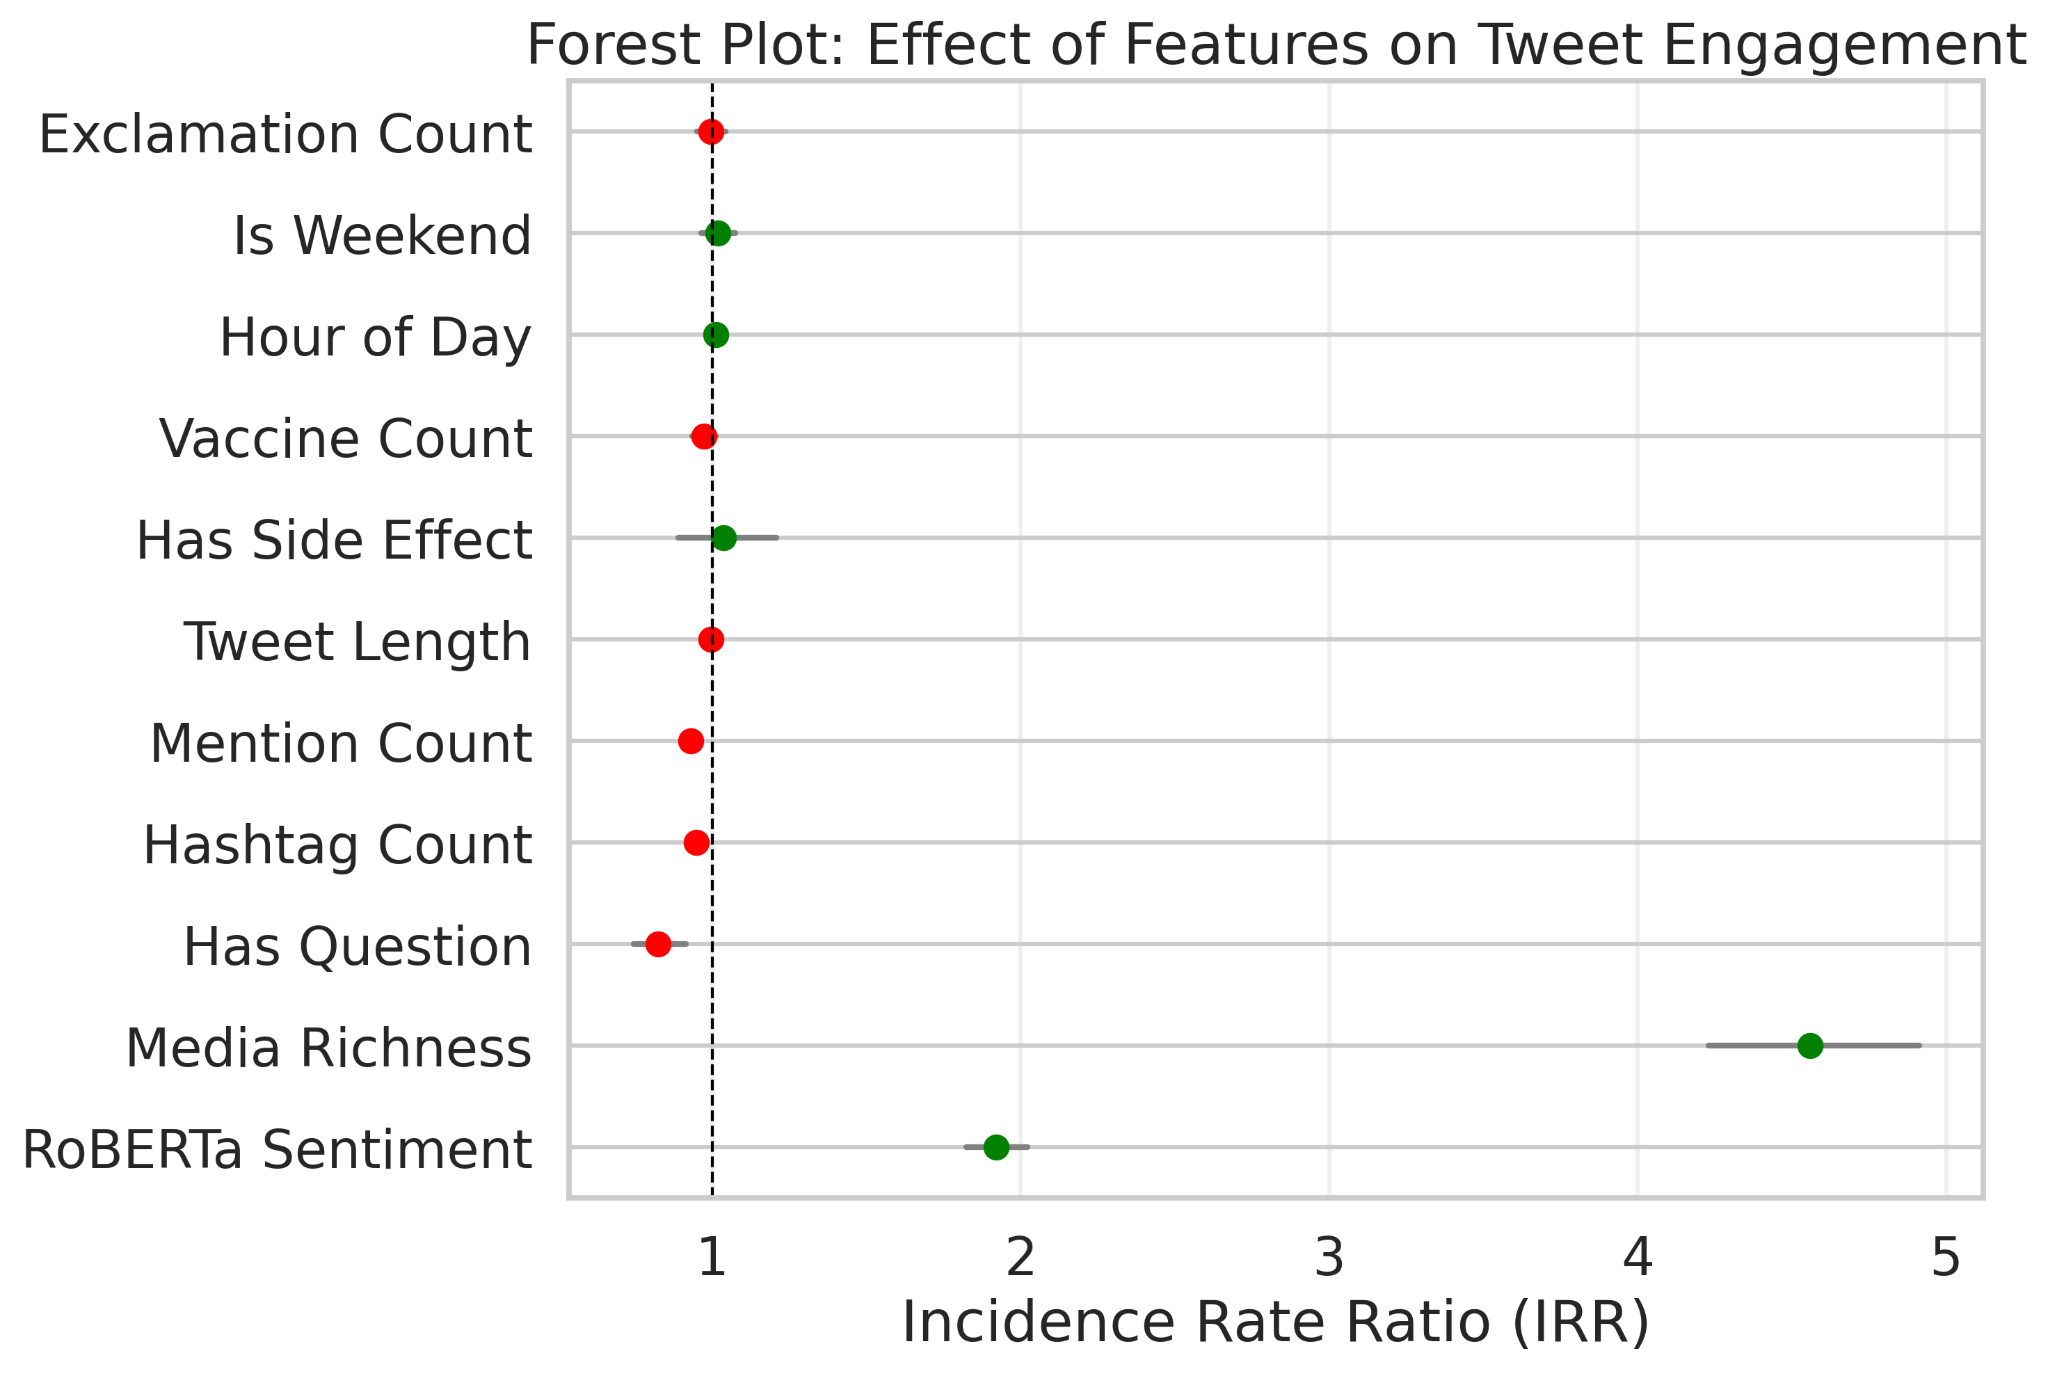 Forest Plot: Effect of Features on Tweet Engagement
Exclamation Count
Is Weekend
Hour of Day
Vaccine Count
Has Side Effect
Tweet Length
Mention Count
Hashtag Count
Has Question
Media Richness
RoBERTa Sentiment
1 2 3 4 5
Incidence Rate Ratio (IRR)